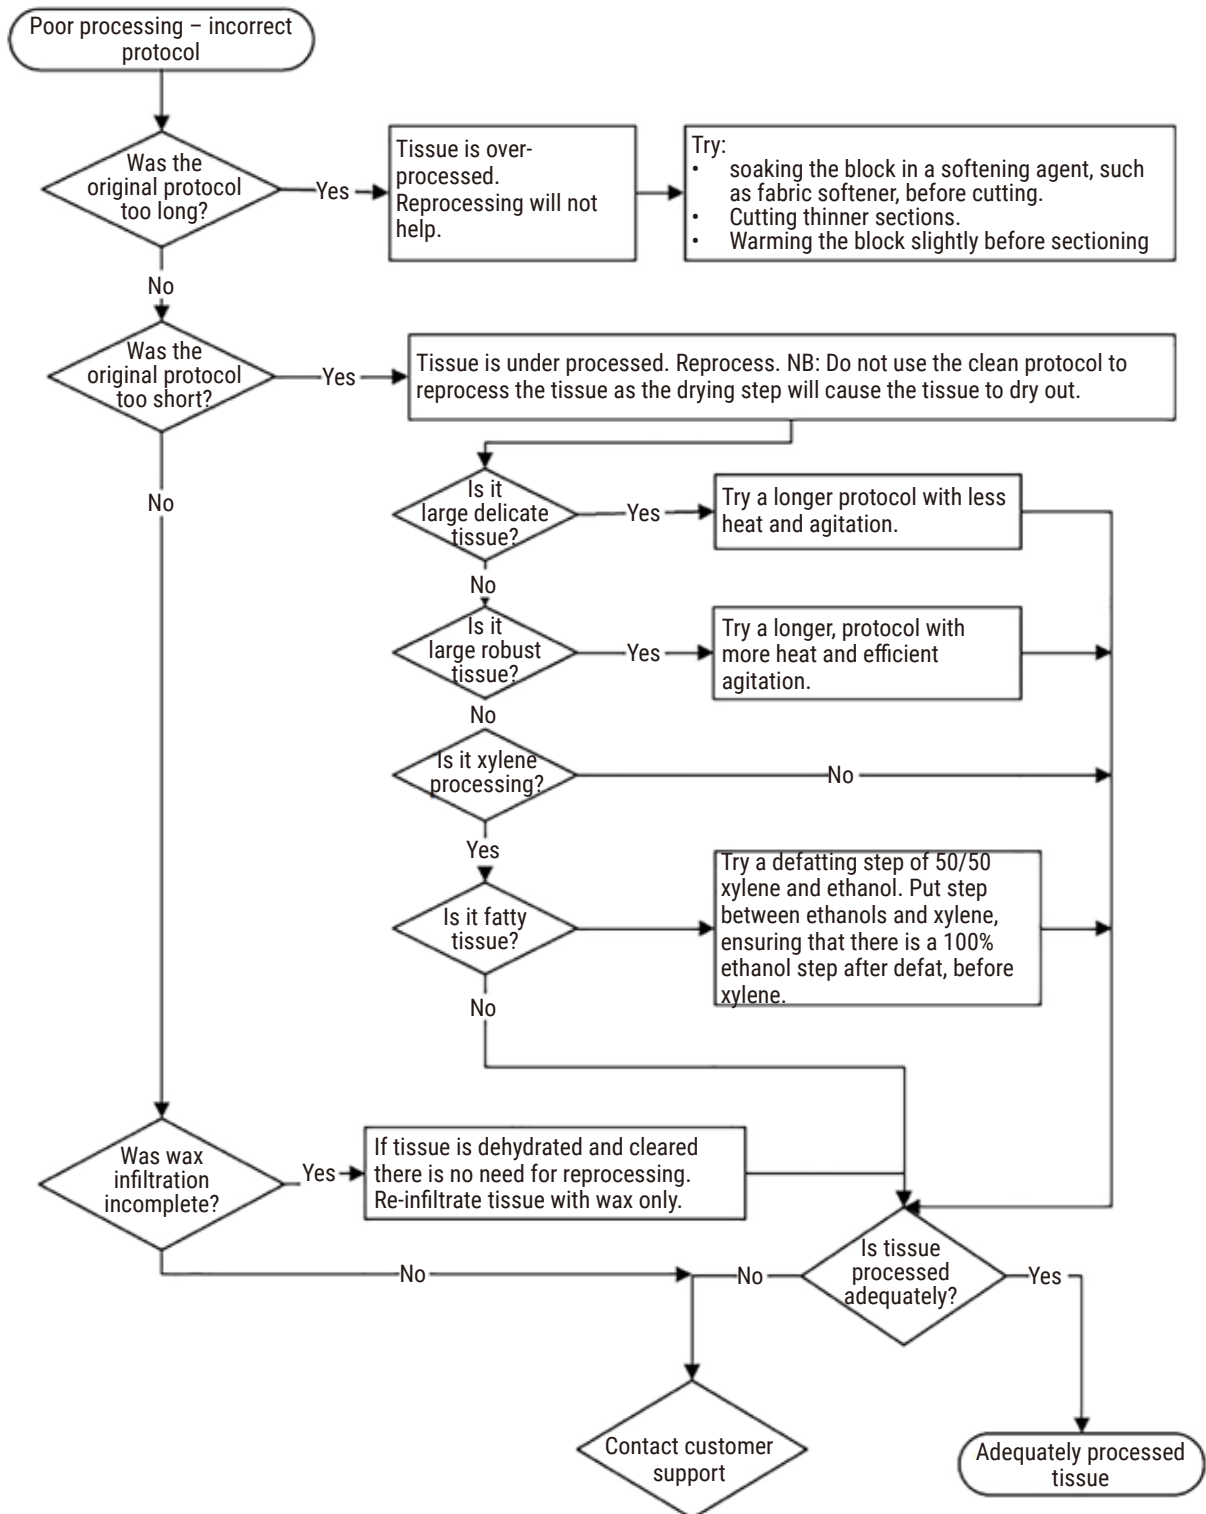 Poor processing – incorrect
protocol
Was the
original protocol
too long?
Yes
Tissue is over-
processed.
Reprocessing will not
help.
Try:
• soaking the block in a softening agent, such
as fabric softener, before cutting.
• Cutting thinner sections.
• Warming the block slightly before sectioning
No
Was the
original protocol
too short?
Yes
Tissue is under processed. Reprocess. NB: Do not use the clean protocol to
reprocess the tissue as the drying step will cause the tissue to dry out.
No
Is it
large delicate
tissue?
Yes
Try a longer protocol with less
heat and agitation.
No
Is it
large robust
tissue?
Yes
Try a longer, protocol with
more heat and efficient
agitation.
No
Is it xylene
processing?
No
Yes
Is it fatty
tissue?
Try a defatting step of 50/50
xylene and ethanol. Put step
between ethanols and xylene,
ensuring that there is a 100%
ethanol step after defat, before
xylene.
No
Was wax
infiltration
incomplete?
Yes
If tissue is dehydrated and cleared
there is no need for reprocessing.
Re-infiltrate tissue with wax only.
No
Is tissue
processed
adequately?
No
Yes
Contact customer
support
Adequately processed
tissue